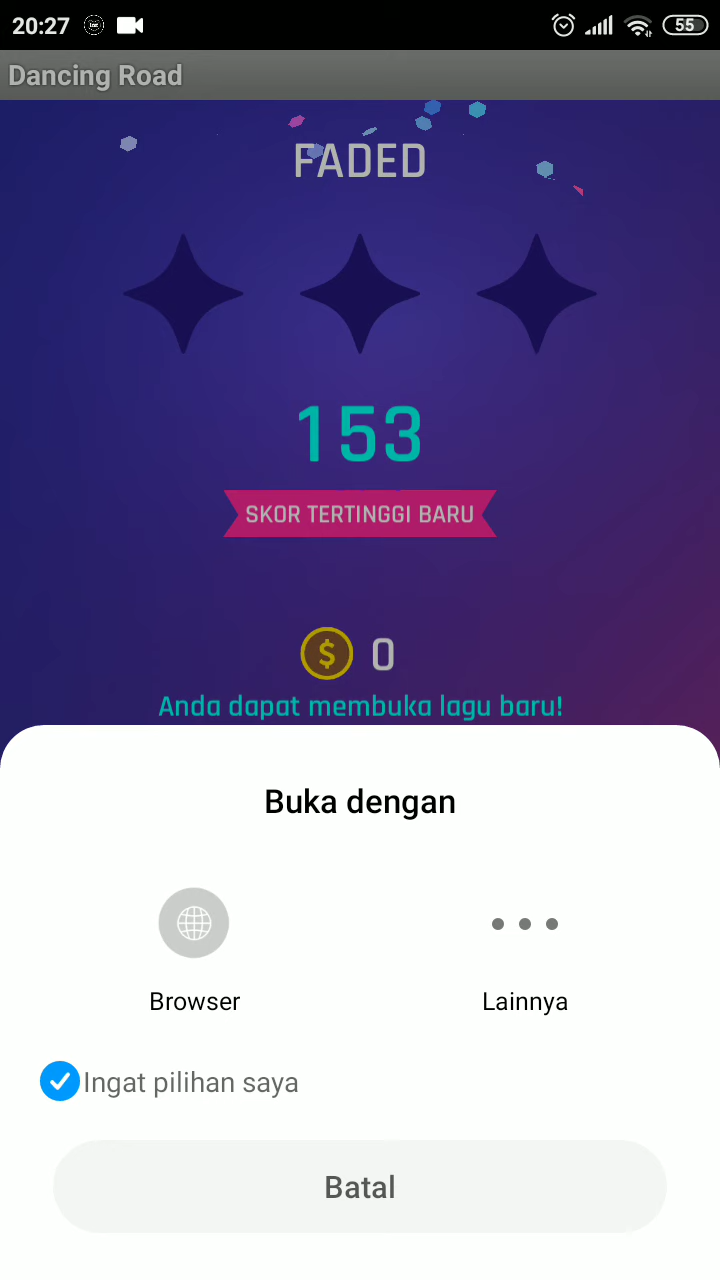 20:27
55
Dancing Road
FADED
153
SKOR TERTINGGI BARU
$ 0
Anda dapat membuka lagu baru!
Buka dengan
Browser
Lainnya
Ingat pilihan saya
Batal